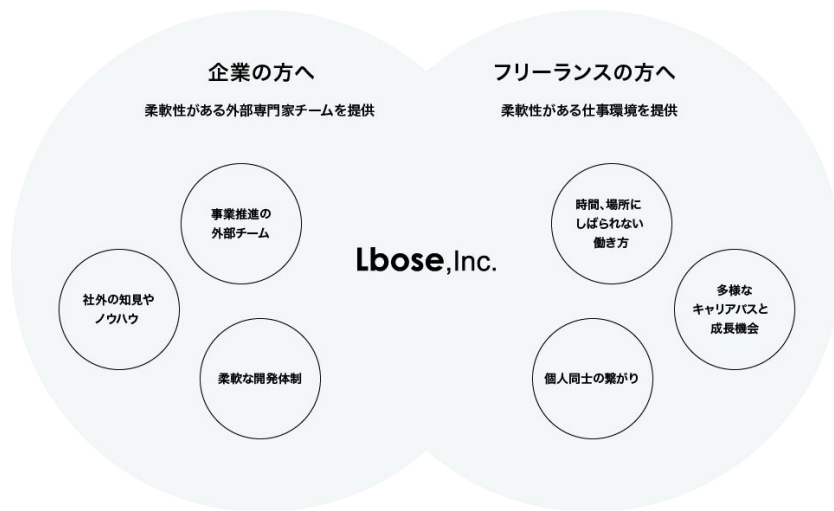 企業の方へ
柔軟性がある外部専門家チームを提供
事業推進の
外部チーム
社外の知見や
ノウハウ
柔軟な開発体制
Lbose,Inc.
フリーランスの方へ
柔軟性がある仕事環境を提供
時間、場所に
しばられない
働き方
多様な
キャリアパスと
成長機会
個人同士の繋がり